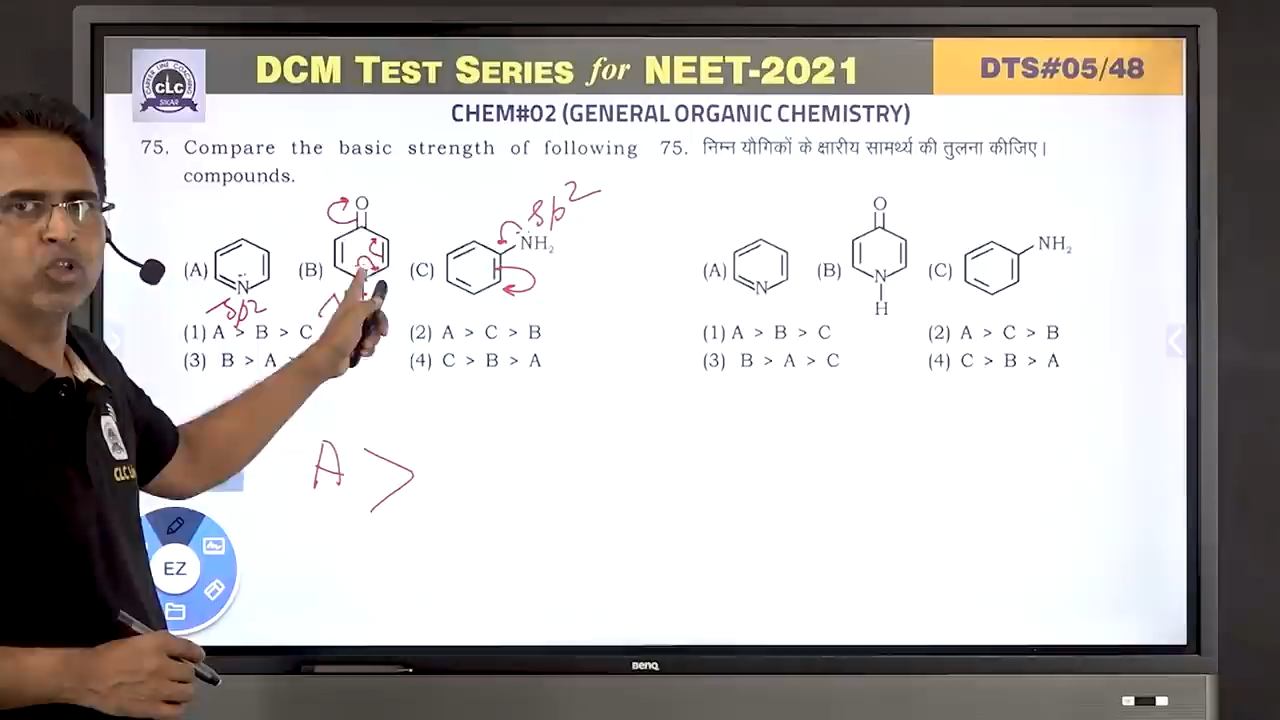 DCM TEST SERIES for NEET-2021
DTS#05/48
CLC
SIKAR
CHEM#02 (GENERAL ORGANIC CHEMISTRY)
75. Compare the basic strength of following compounds.
(A) N
sp2
(B) O
(C) NH2
sp2
(1) A > B > C
(2) A > C > B
(3) B > A >
(4) C > B > A
75. निम्न यौगिकों के क्षारीय सामर्थ्य की तुलना कीजिए।
(A) N
(B) O
N
H
(C) NH2
(1) A > B > C
(2) A > C > B
(3) B > A > C
(4) C > B > A
A >
CLC
EZ
BenQ